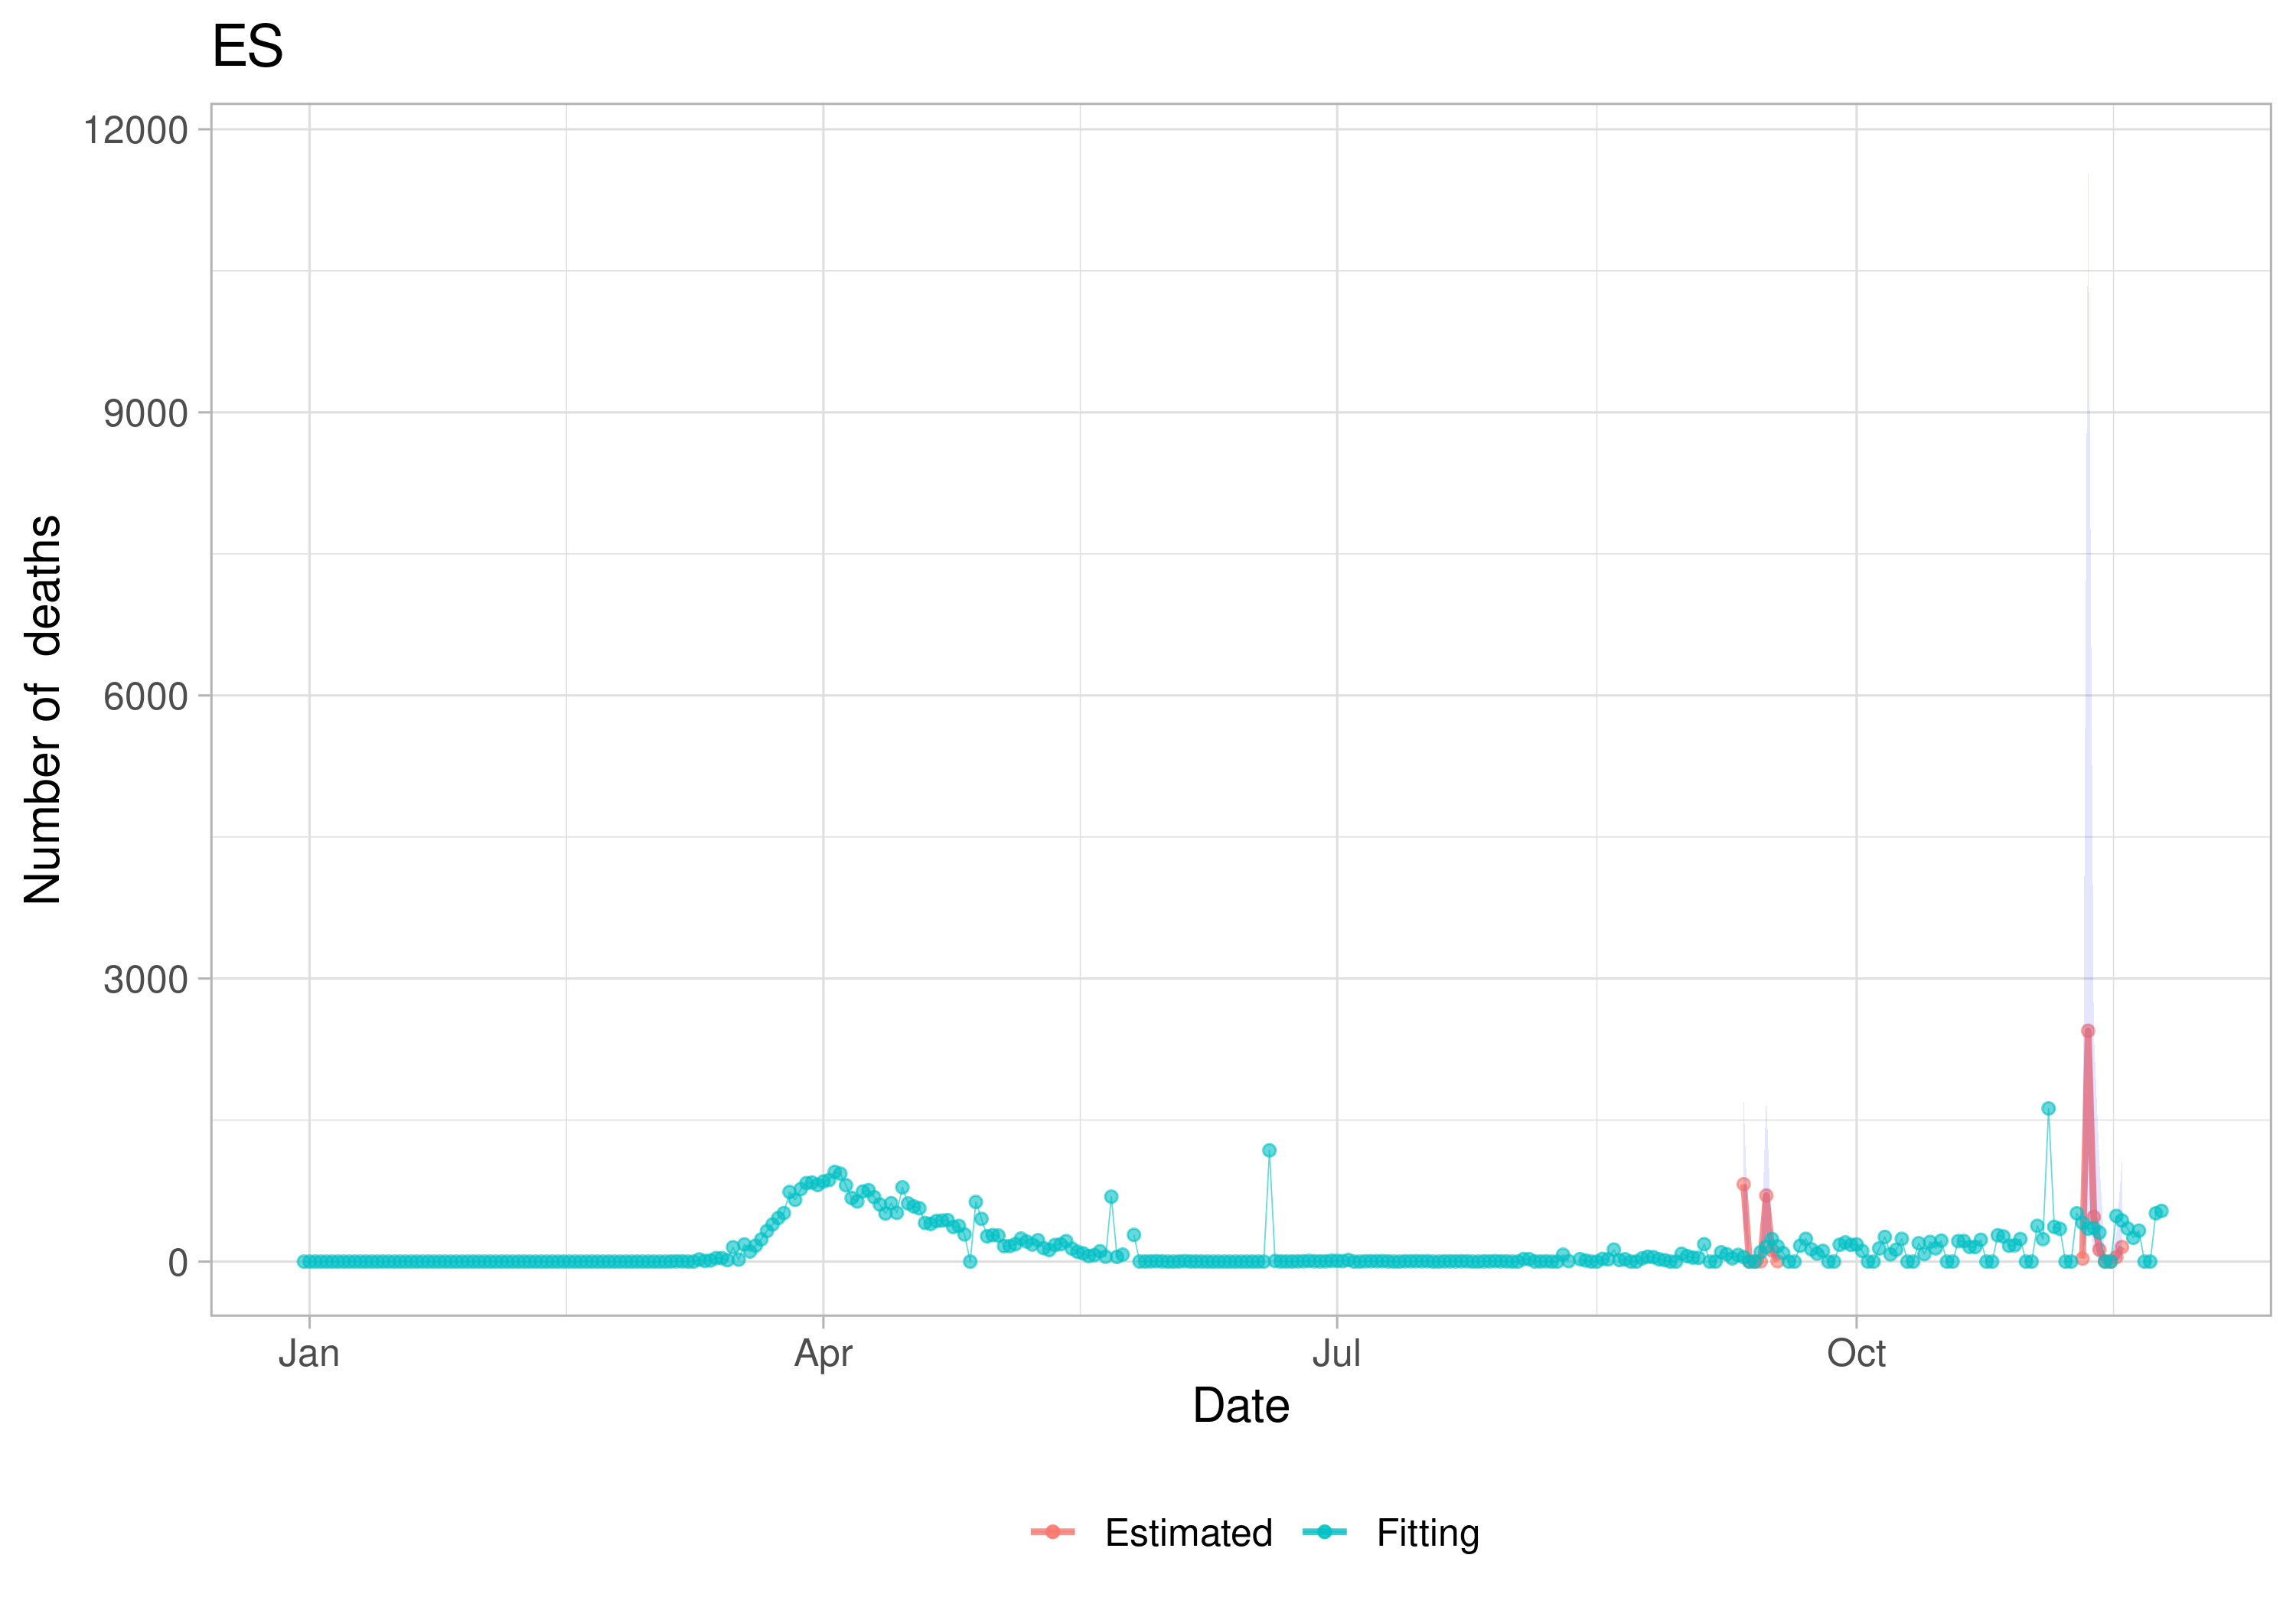 ES
12000
9000
6000
3000
0
Number of  deaths
Jan Apr Jul Oct
Date
Estimated Fitting